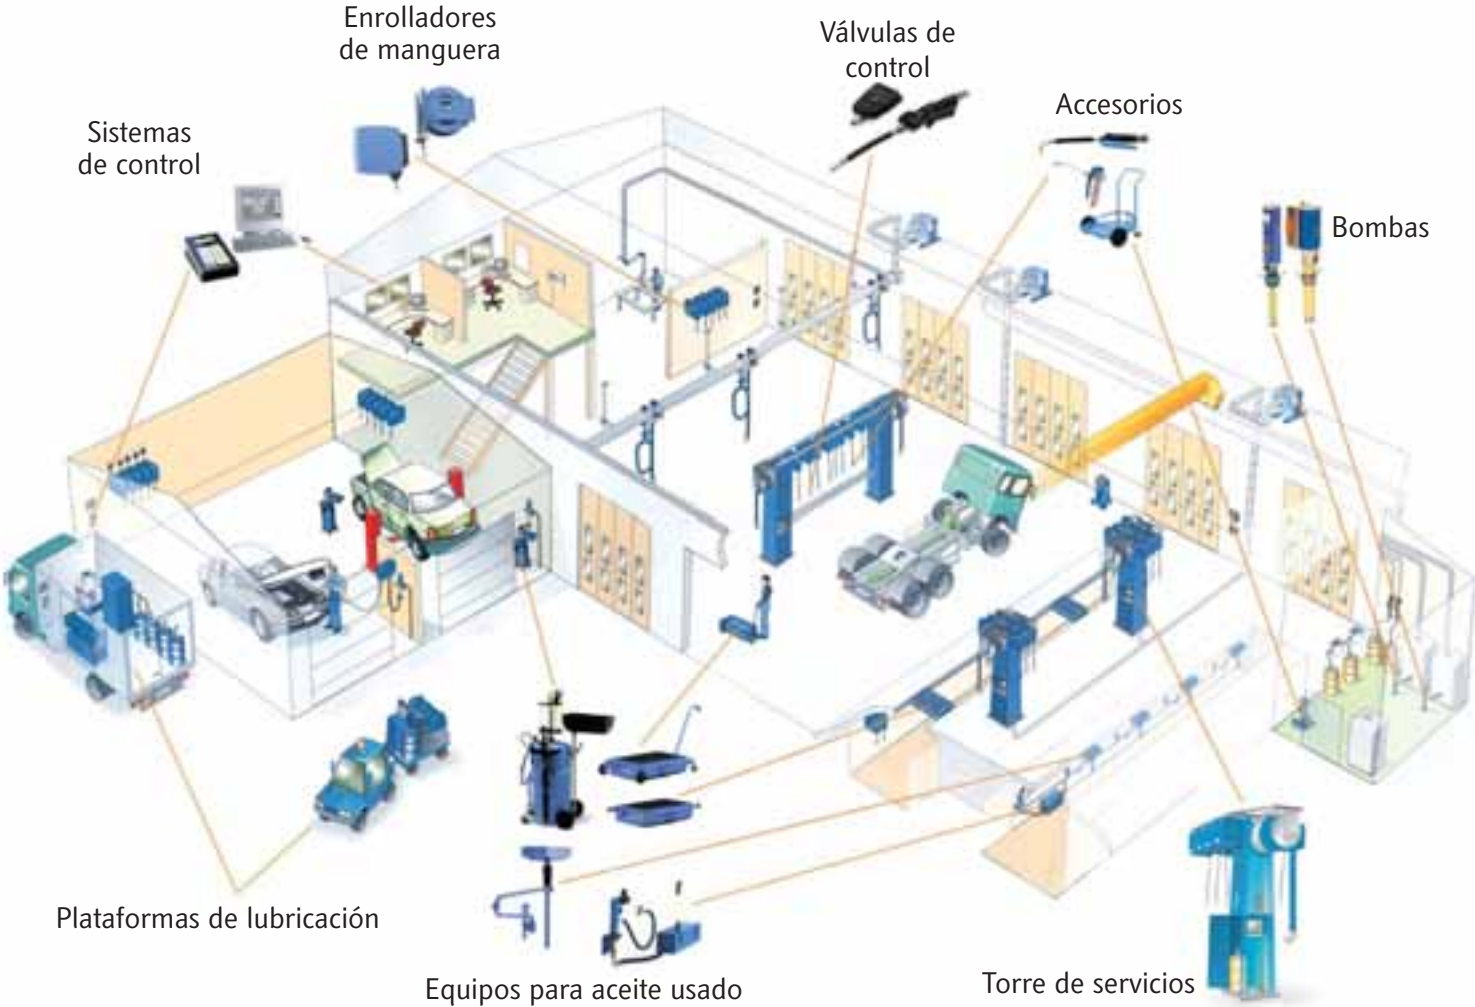 Enrolladores
de manguera
Válvulas de
control
Accesorios
Sistemas
de control
Bombas
Plataformas de lubricación
Equipos para aceite usado
Torre de servicios